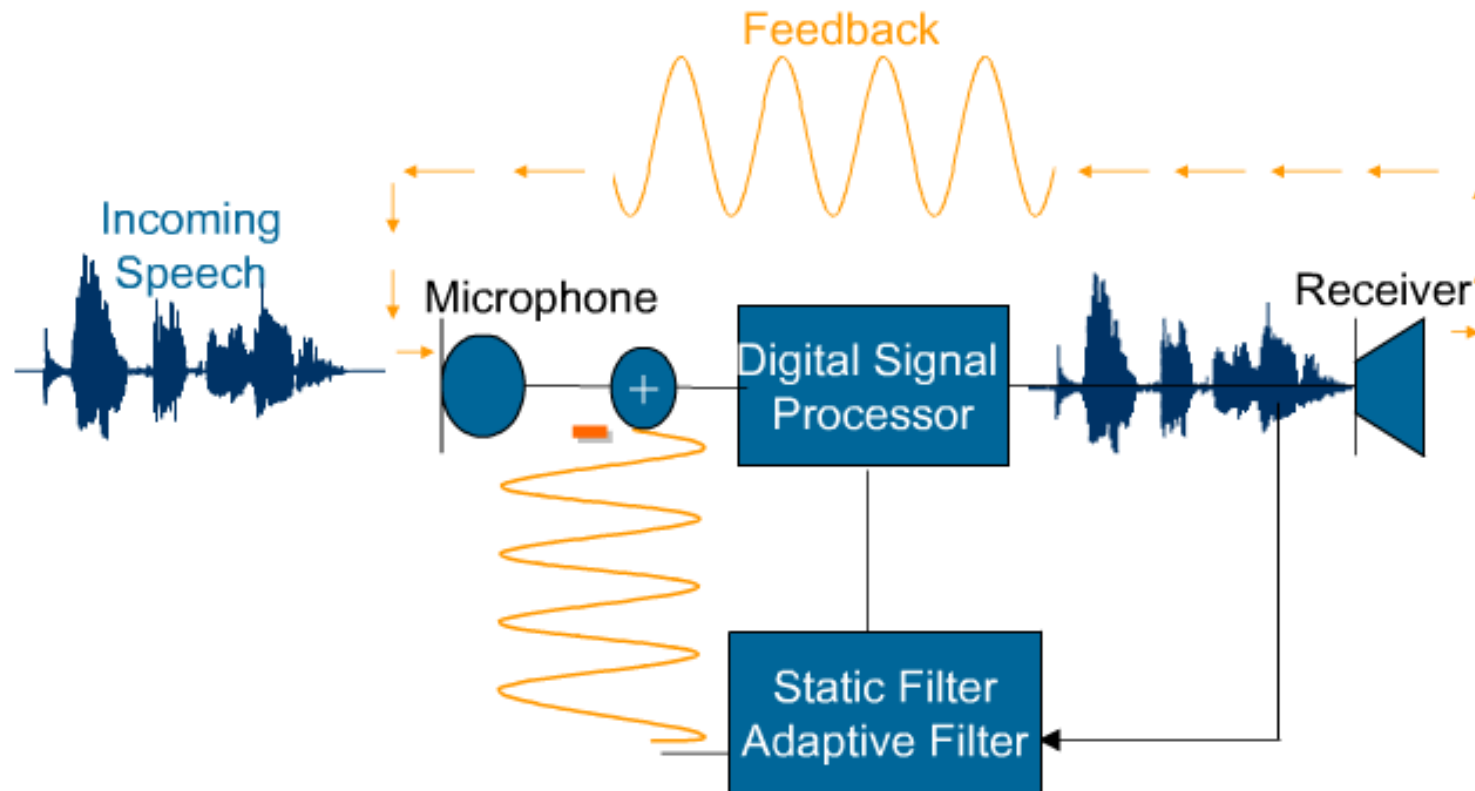 Feedback
Incoming
Speech
Microphone
+
Digital Signal
Processor
Receiver
Static Filter
Adaptive Filter